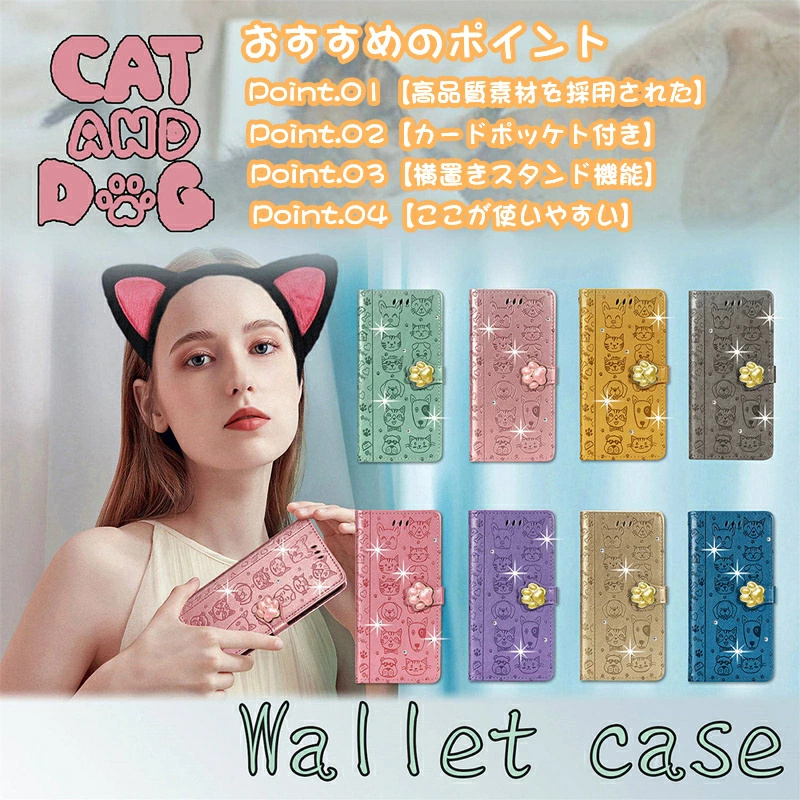 CAT
AND
DOG
おすすめのポイント
Point.01【高品質素材を採用された】
Point.02【カードポッケト付き】
Point.03【横置きスタンド機能】
Point.04【ここが使いやすい】
Wallet case